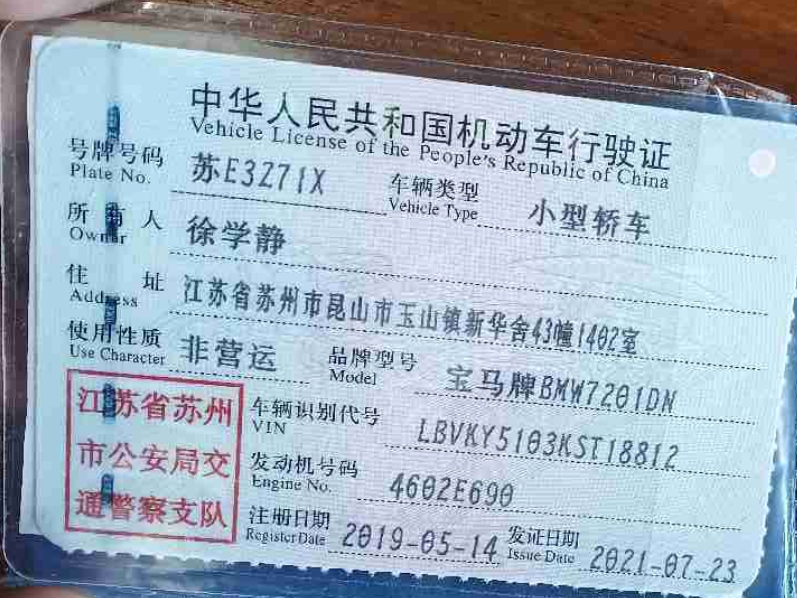 中华人民共和国机动车行驶证
Vehicle License of the People's Republic of China
号牌号码 苏E3Z71X 车辆类型 小型轿车
Plate No. Vehicle Type
所有人 徐学静
Owner
住址 江苏省苏州市昆山市玉山镇新华舍43幢1402室
Address
使用性质 非营运 品牌型号 宝马牌BMW7201DN
Use Character Model
江苏省苏州 车辆识别代号 LBVKY5103KST18812
VIN
市公安局交 发动机号码 4602E690
Engine No.
通警察支队 注册日期 2019-05-14 发证日期 2021-07-23
Register Date Issue Date